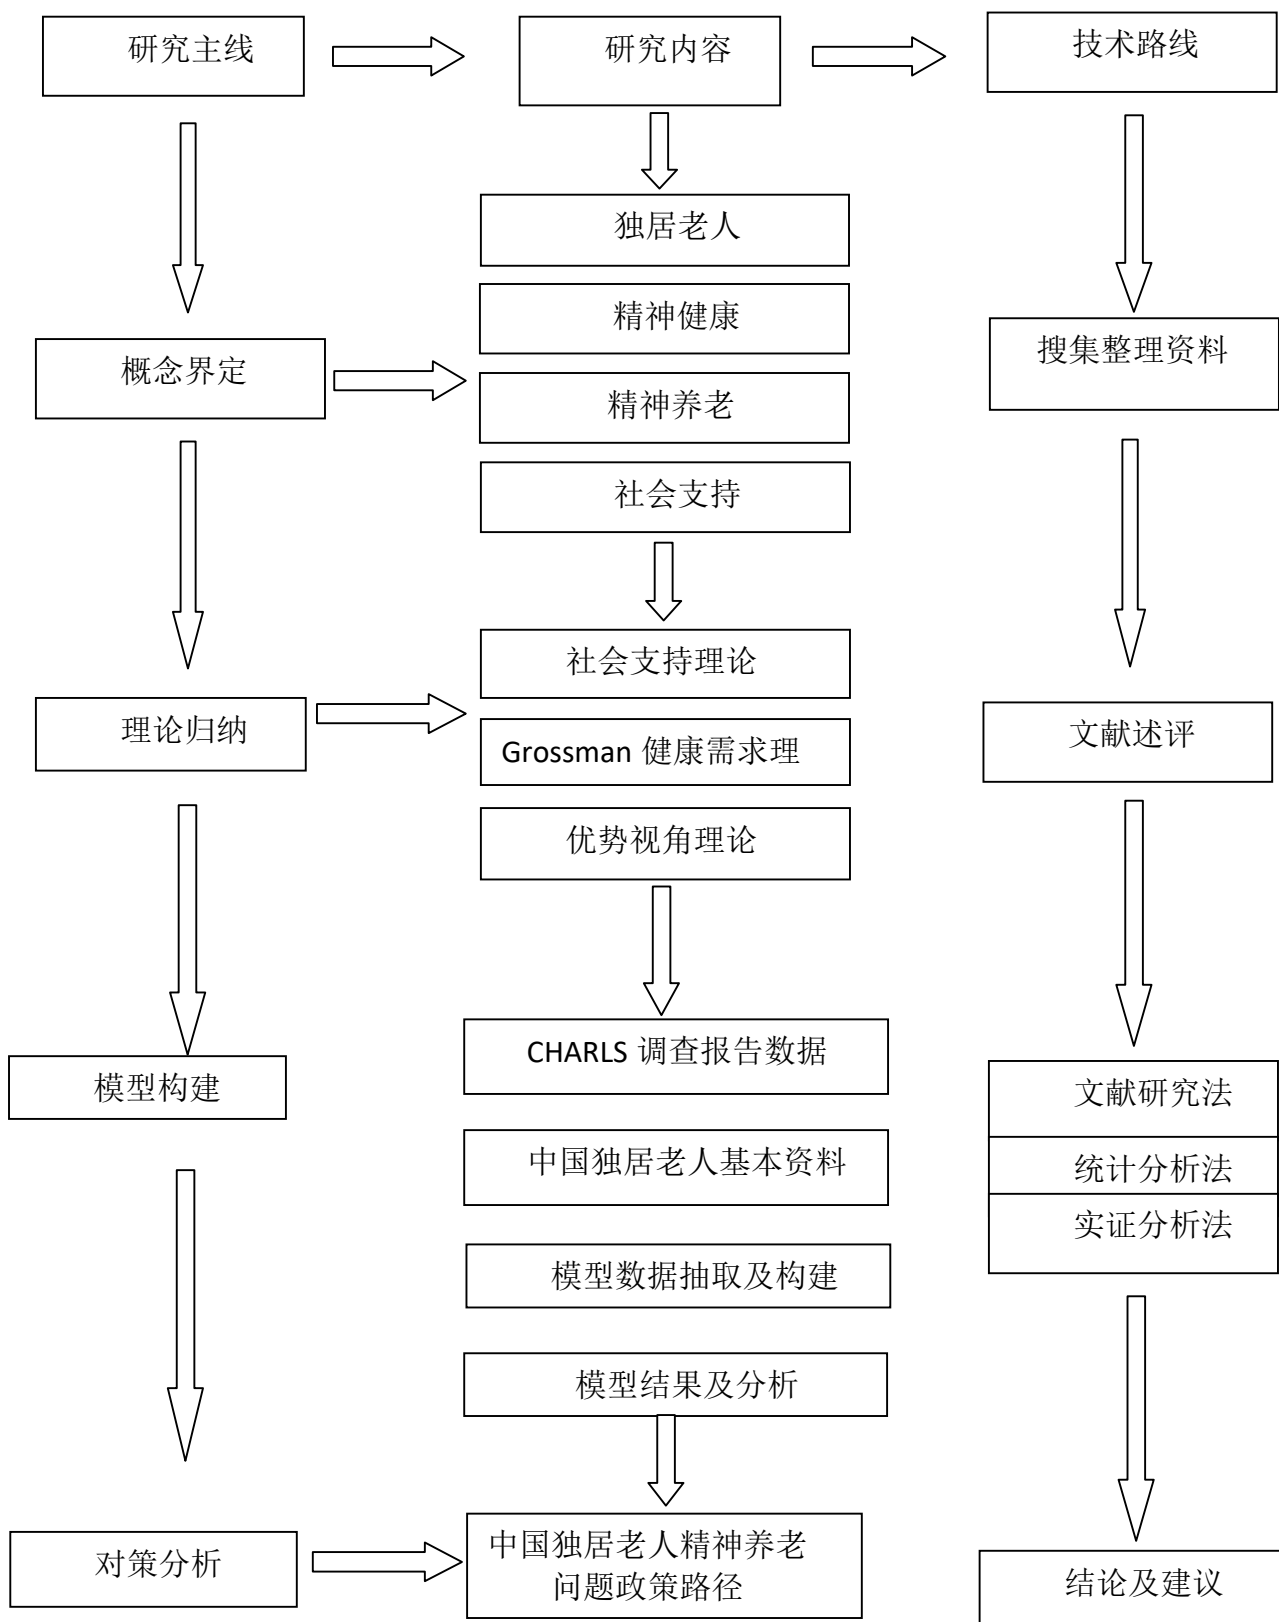 研究主线
研究内容
技术路线
独居老人
精神健康
搜集整理资料
概念界定
精神养老
社会支持
社会支持理论
理论归纳
文献述评
Grossman 健康需求理
优势视角理论
CHARLS 调查报告数据
模型构建
文献研究法
中国独居老人基本资料
统计分析法
实证分析法
模型数据抽取及构建
模型结果及分析
对策分析
中国独居老人精神养老
问题政策路径
结论及建议